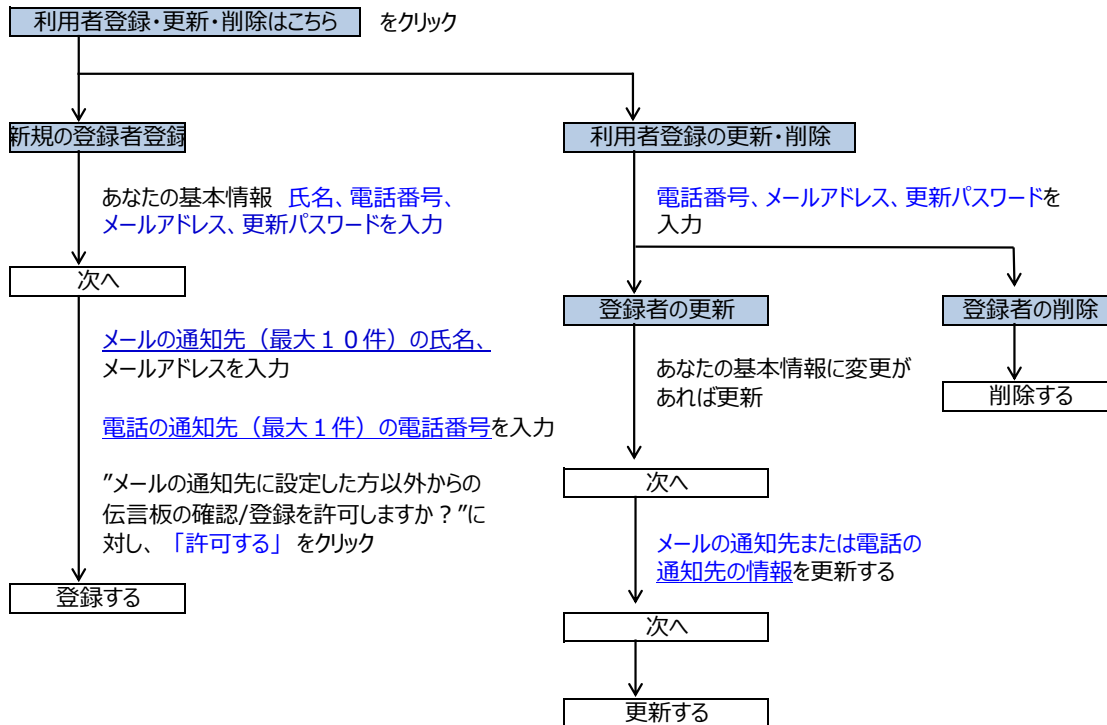 利用者登録・更新・削除はこちら をクリック
新規の登録者登録
あなたの基本情報 氏名、電話番号、
メールアドレス、更新パスワードを入力
次へ
メールの通知先（最大１０件）の氏名、
メールアドレスを入力
電話の通知先（最大１件）の電話番号を入力
”メールの通知先に設定した方以外からの
伝言板の確認/登録を許可しますか？”に
対し、「許可する」をクリック
登録する
利用者登録の更新・削除
電話番号、メールアドレス、更新パスワードを
入力
登録者の更新
あなたの基本情報に変更が
あれば更新
次へ
メールの通知先または電話の
通知先の情報を更新する
次へ
更新する
登録者の削除
削除する